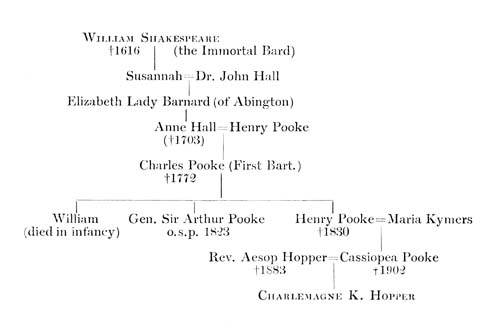 William Shakespeare
†1616 (the Immortal Bard)
Susannah=Dr. John Hall
Elizabeth Lady Barnard (of Abington)
Anne Hall=Henry Pooke
(†1703)
Charles Pooke (First Bart.)
†1772
William Gen. Sir Arthur Pooke Henry Pooke=Maria Kymers
(died in infancy) o.s.p. 1823 †1830
Rev. Aesop Hopper=Cassiopea Pooke
†1883 †1902
Charlemagne K. Hopper